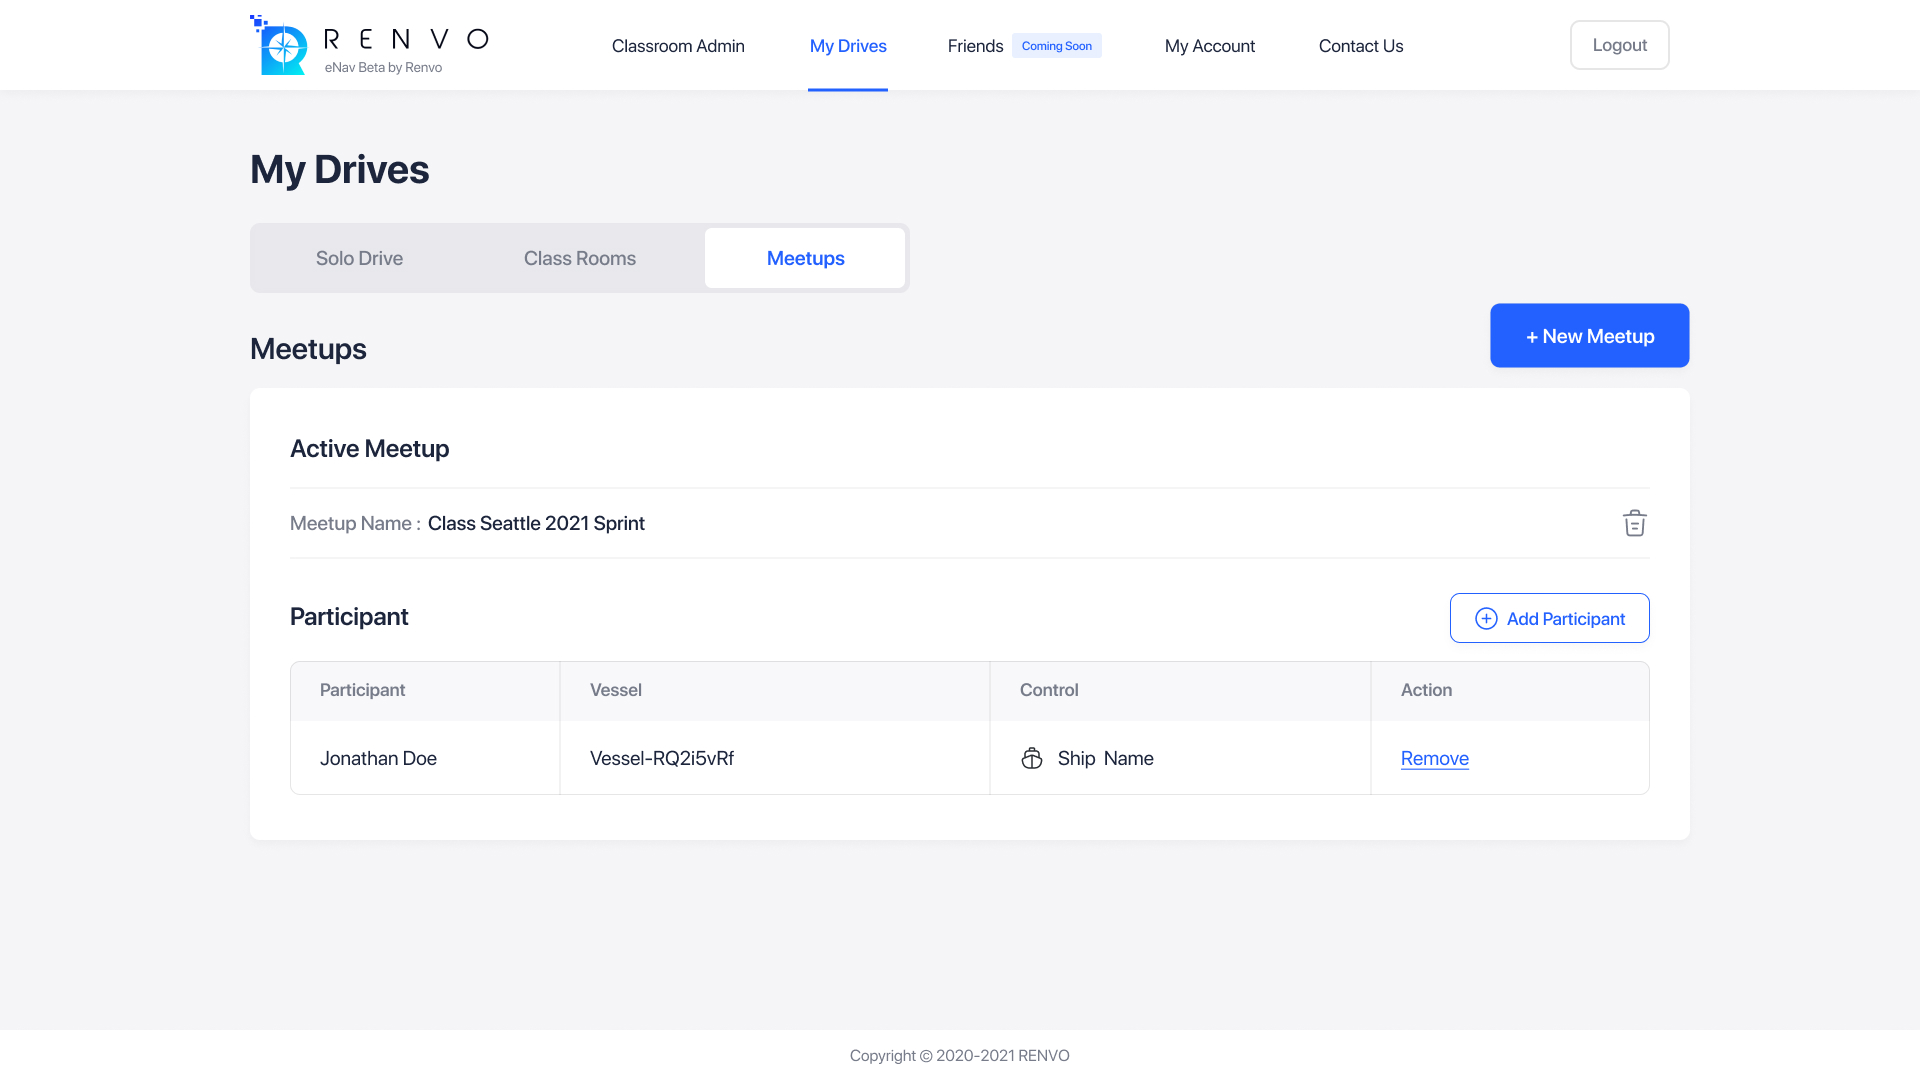 RENVO
eNav Beta by Renvo
Classroom Admin
My Drives
Friends
Coming Soon
My Account
Contact Us
Logout
My Drives
Solo Drive
Class Rooms
Meetups
Meetups
+ New Meetup
Active Meetup
Meetup Name : Class Seattle 2021 Sprint
Participant
Add Participant
Participant
Vessel
Control
Action
Jonathan Doe
Vessel-RQ2i5vRf
Ship Name
Remove
Copyright © 2020-2021 RENVO